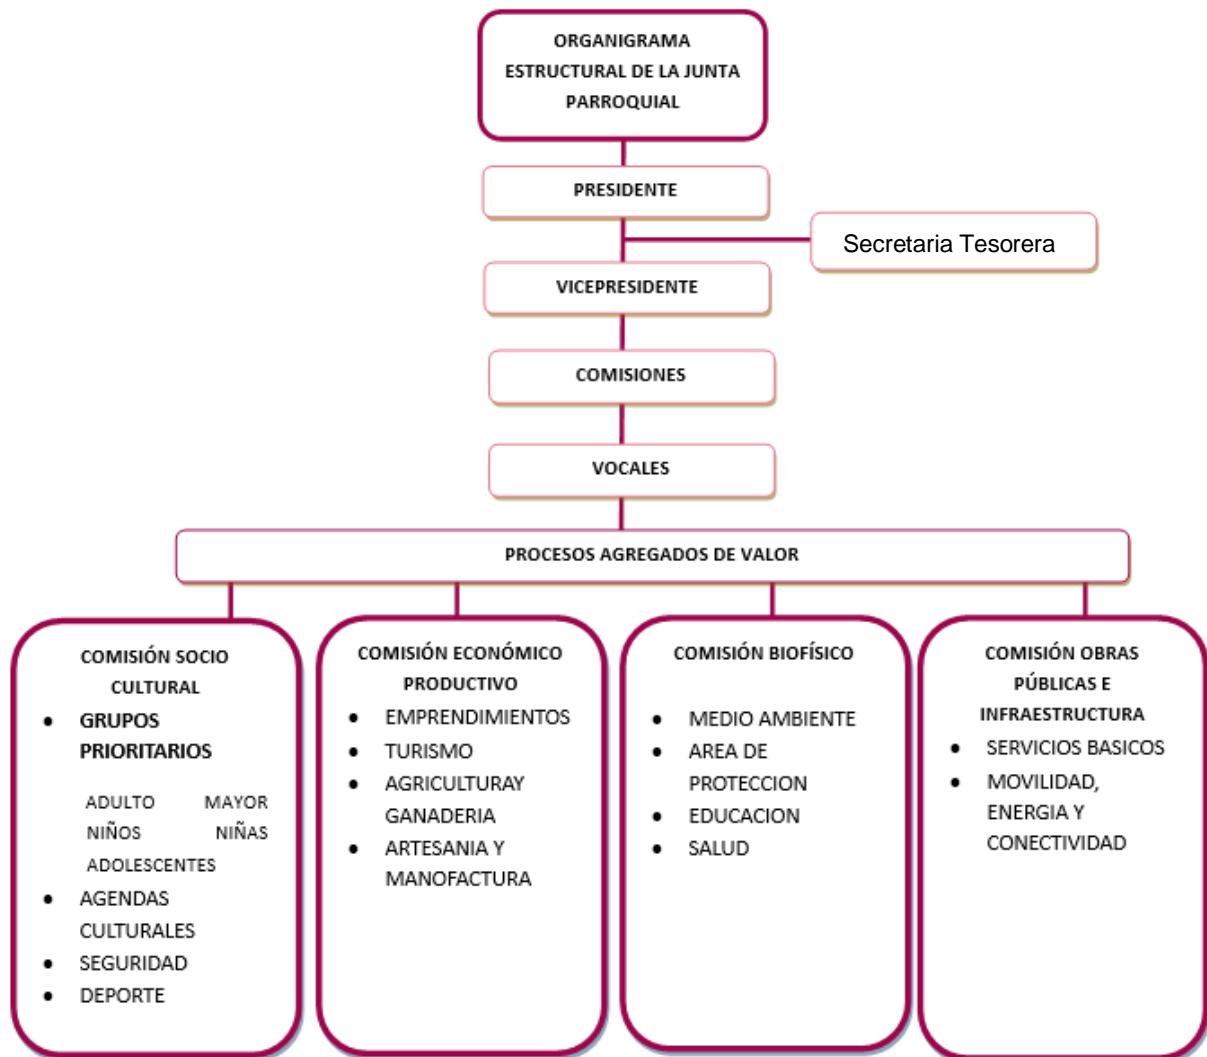 ORGANIGRAMA
ESTRUCTURAL DE LA JUNTA
PARROQUIAL
PRESIDENTE
Secretaria Tesorera
VICEPRESIDENTE
COMISIONES
VOCALES
PROCESOS AGREGADOS DE VALOR
COMISIÓN SOCIO
CULTURAL
• GRUPOS
PRIORITARIOS
ADULTO MAYOR
NIÑOS NIÑAS
ADOLESCENTES
• AGENDAS
CULTURALES
• SEGURIDAD
• DEPORTE
COMISIÓN ECONÓMICO
PRODUCTIVO
• EMPRENDIMIENTOS
• TURISMO
• AGRICULTURAY
GANADERIA
• ARTESANIA Y
MANOFACTURA
COMISIÓN BIOFÍSICO
• MEDIO AMBIENTE
• AREA DE
PROTECCION
• EDUCACION
• SALUD
COMISIÓN OBRAS
PÚBLICAS E
INFRAESTRUCTURA
• SERVICIOS BASICOS
• MOVILIDAD,
ENERGIA Y
CONECTIVIDAD